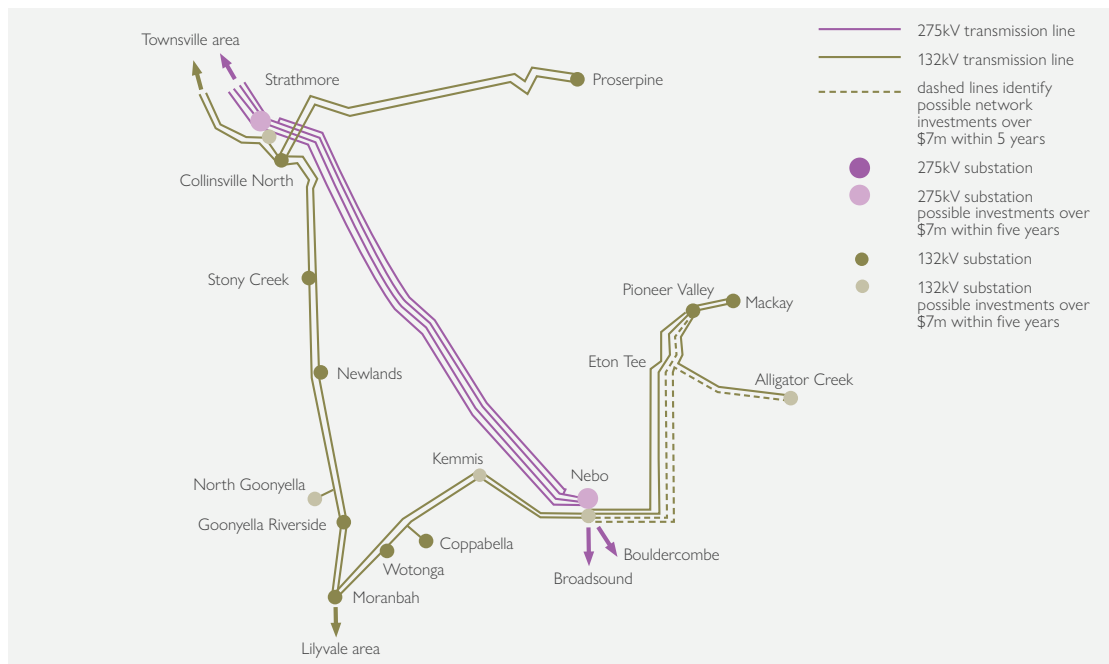 Townsville area
Strathmore
Proserpine
Collinsville North
Stony Creek
Newlands
North Goonyella
Goonyella Riverside
Moranbah
Lilyvale area
Wotonga
Coppabella
Kemmis
Nebo
Broadsound
Bouldercombe
Eton Tee
Pioneer Valley
Mackay
Alligator Creek
275kV transmission line
132kV transmission line
dashed lines identify
possible network
investments over
$7m within 5 years
275kV substation
275kV substation
possible investments over
$7m within five years
132kV substation
132kV substation
possible investments over
$7m within five years